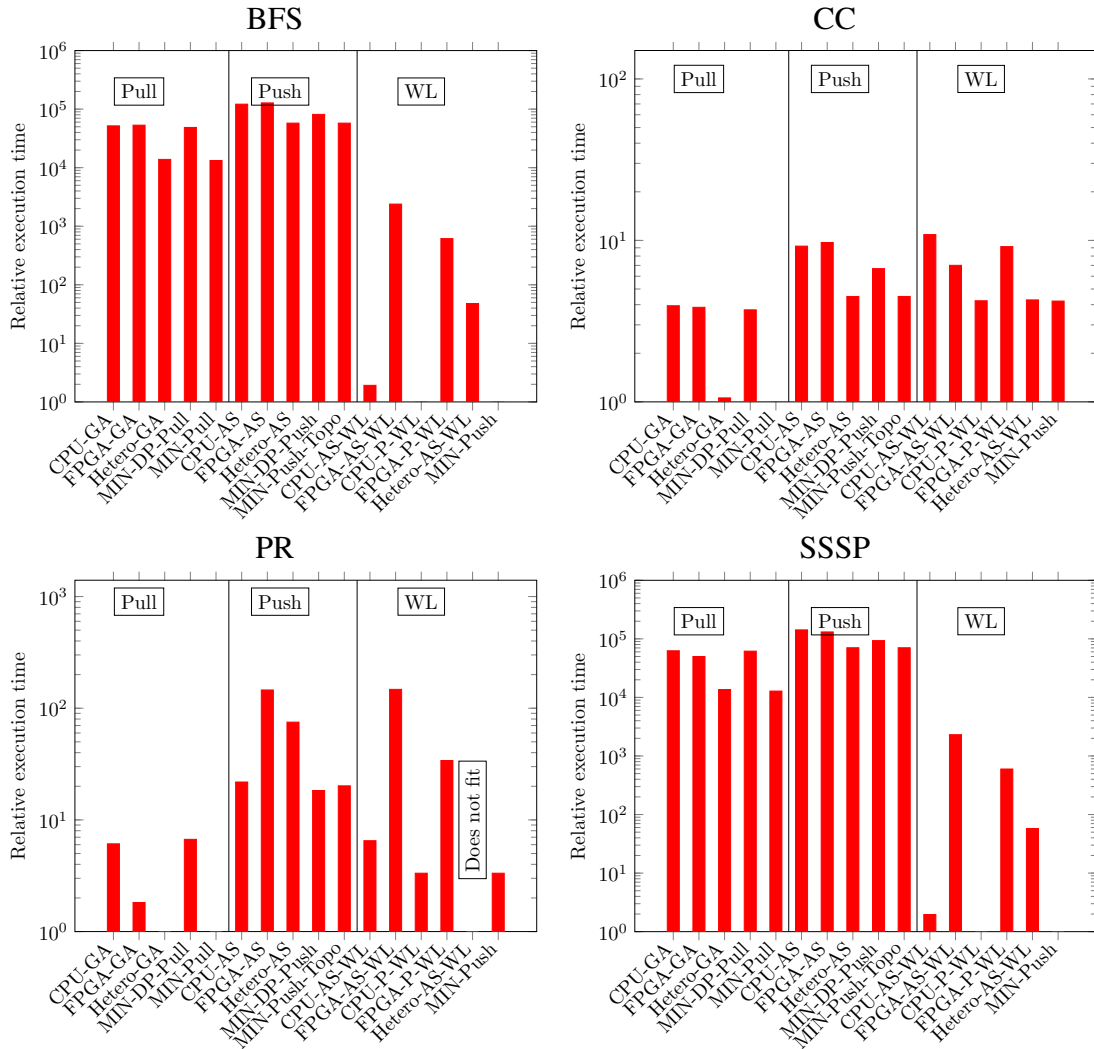 BFS
10^6
10^5
10^4
10^3
10^2
10^1
10^0
Relative execution time
Pull
Push
WL
CPU-GA
FPGA-GA
Hetero-GA
MIN-DP-Pull
MIN-Pull
CPU-AS
FPGA-AS
Hetero-AS
MIN-DP-Push
MIN-Push-Topo
CPU-AS-WL
FPGA-AS-WL
CPU-P-WL
FPGA-P-WL
Hetero-AS-WL
MIN-Push
CC
10^2
10^1
10^0
Relative execution time
Pull
Push
WL
CPU-GA
FPGA-GA
Hetero-GA
MIN-DP-Pull
MIN-Pull
CPU-AS
FPGA-AS
Hetero-AS
MIN-DP-Push
MIN-Push-Topo
CPU-AS-WL
FPGA-AS-WL
CPU-P-WL
FPGA-P-WL
Hetero-AS-WL
MIN-Push
PR
10^3
10^2
10^1
10^0
Relative execution time
Pull
Push
WL
Does not fit
CPU-GA
FPGA-GA
Hetero-GA
MIN-DP-Pull
MIN-Pull
CPU-AS
FPGA-AS
Hetero-AS
MIN-DP-Push
MIN-Push-Topo
CPU-AS-WL
FPGA-AS-WL
CPU-P-WL
FPGA-P-WL
Hetero-AS-WL
MIN-Push
SSSP
10^6
10^5
10^4
10^3
10^2
10^1
10^0
Relative execution time
Pull
Push
WL
CPU-GA
FPGA-GA
Hetero-GA
MIN-DP-Pull
MIN-Pull
CPU-AS
FPGA-AS
Hetero-AS
MIN-DP-Push
MIN-Push-Topo
CPU-AS-WL
FPGA-AS-WL
CPU-P-WL
FPGA-P-WL
Hetero-AS-WL
MIN-Push